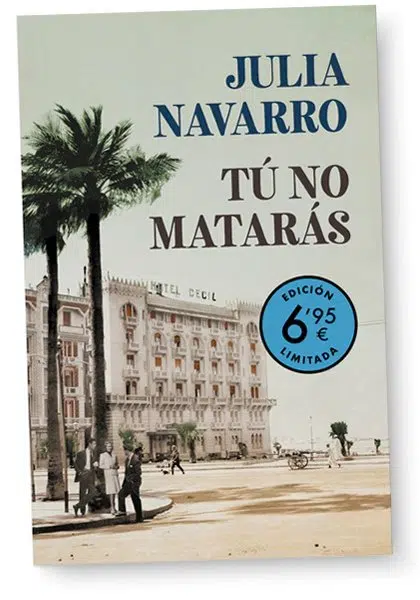 JULIA
NAVARRO
TÚ NO
MATARÁS
HOTEL CECIL
EDICIÓN
6'95
€
LIMITADA